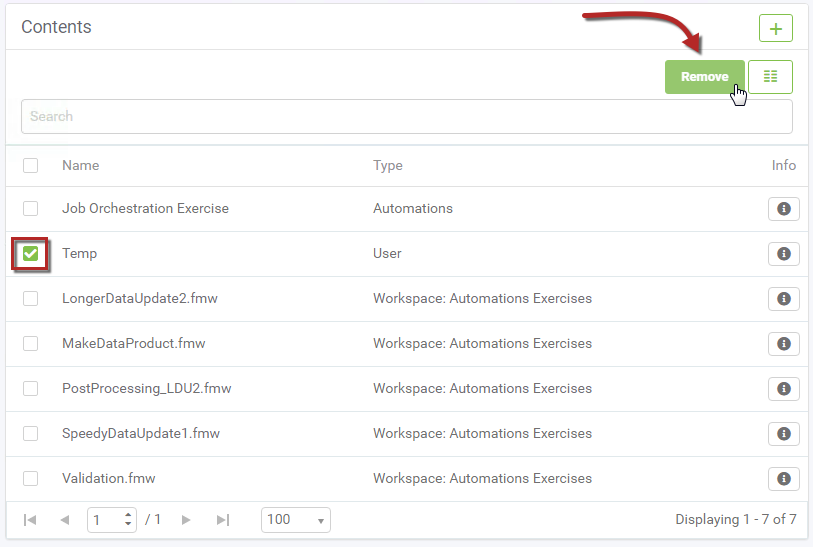 Contents
Remove
Search
Name Type Info
Job Orchestration Exercise Automations
Temp User
LongerDataUpdate2.fmw Workspace: Automations Exercises
MakeDataProduct.fmw Workspace: Automations Exercises
PostProcessing_LDU2.fmw Workspace: Automations Exercises
SpeedyDataUpdate1.fmw Workspace: Automations Exercises
Validation.fmw Workspace: Automations Exercises
1 / 1 100 Displaying 1 - 7 of 7